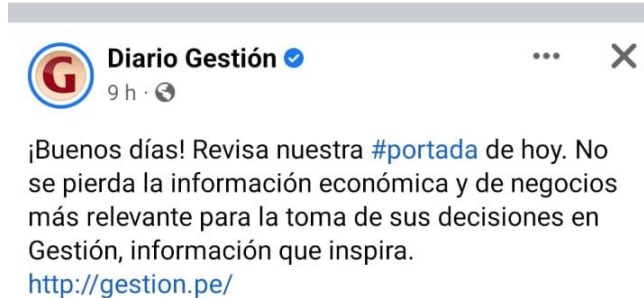 G
Diario Gestión
9 h ·
¡Buenos días! Revisa nuestra #portada de hoy. No
se pierda la información económica y de negocios
más relevante para la toma de sus decisiones en
Gestión, información que inspira.
http://gestion.pe/